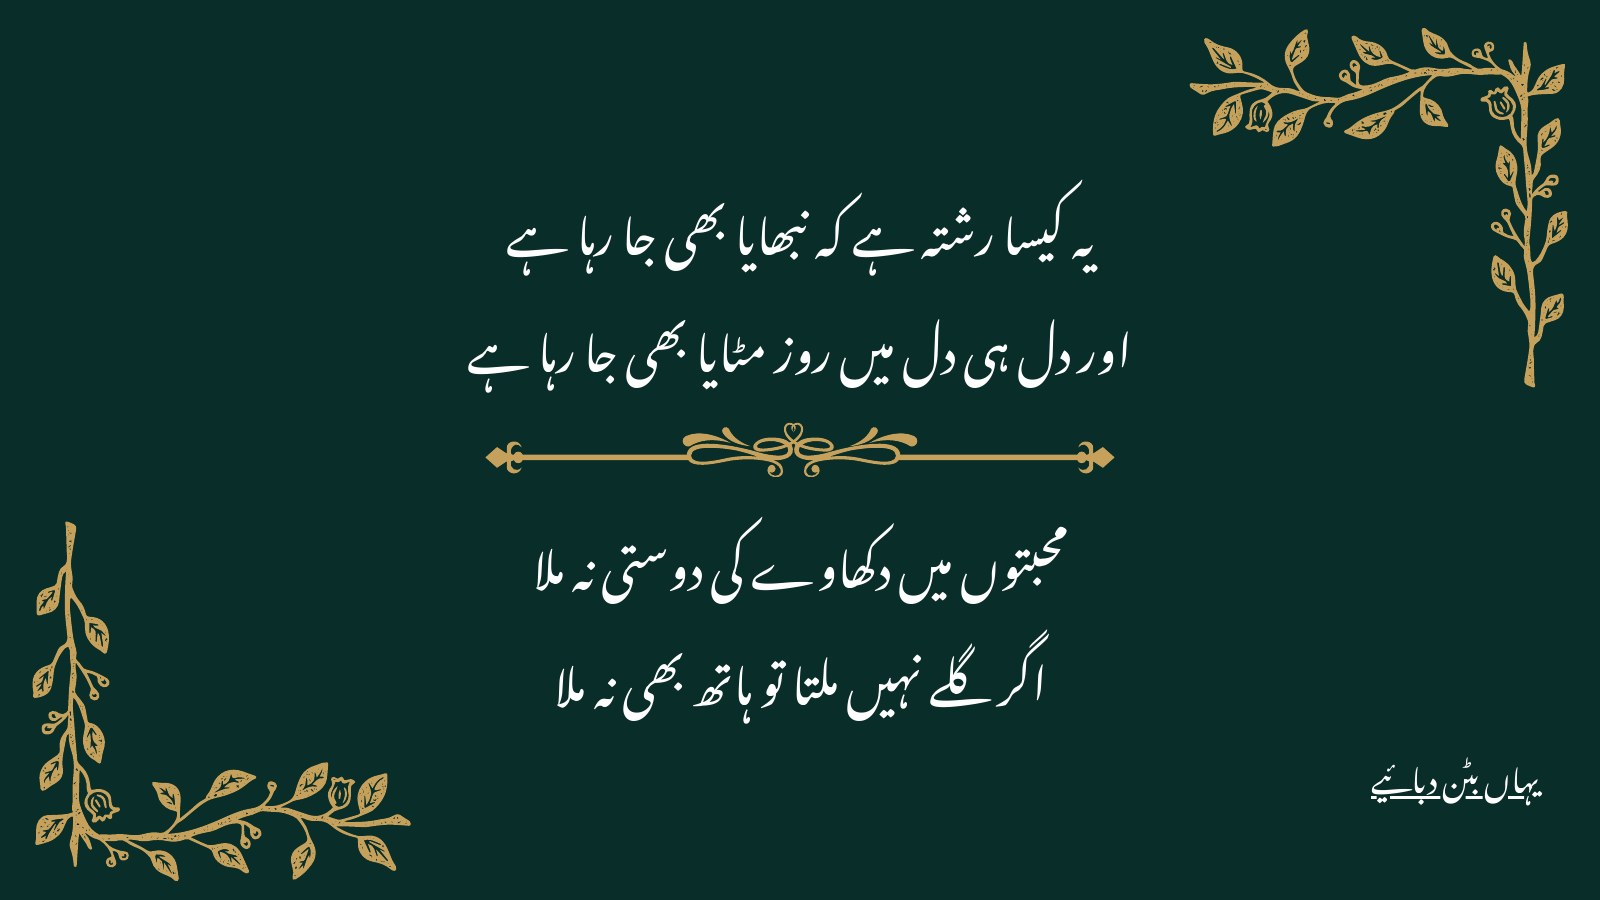 یہ کیسا رشتہ ہے کہ نبھایا بھی جا رہا ہے
اور دل ہی دل میں روز مٹایا بھی جا رہا ہے
محبتوں میں دکھاوے کی دوستی نہ ملا
اگر گلے نہیں ملتا تو ہاتھ بھی نہ ملا
یہاں بٹن دبائیے